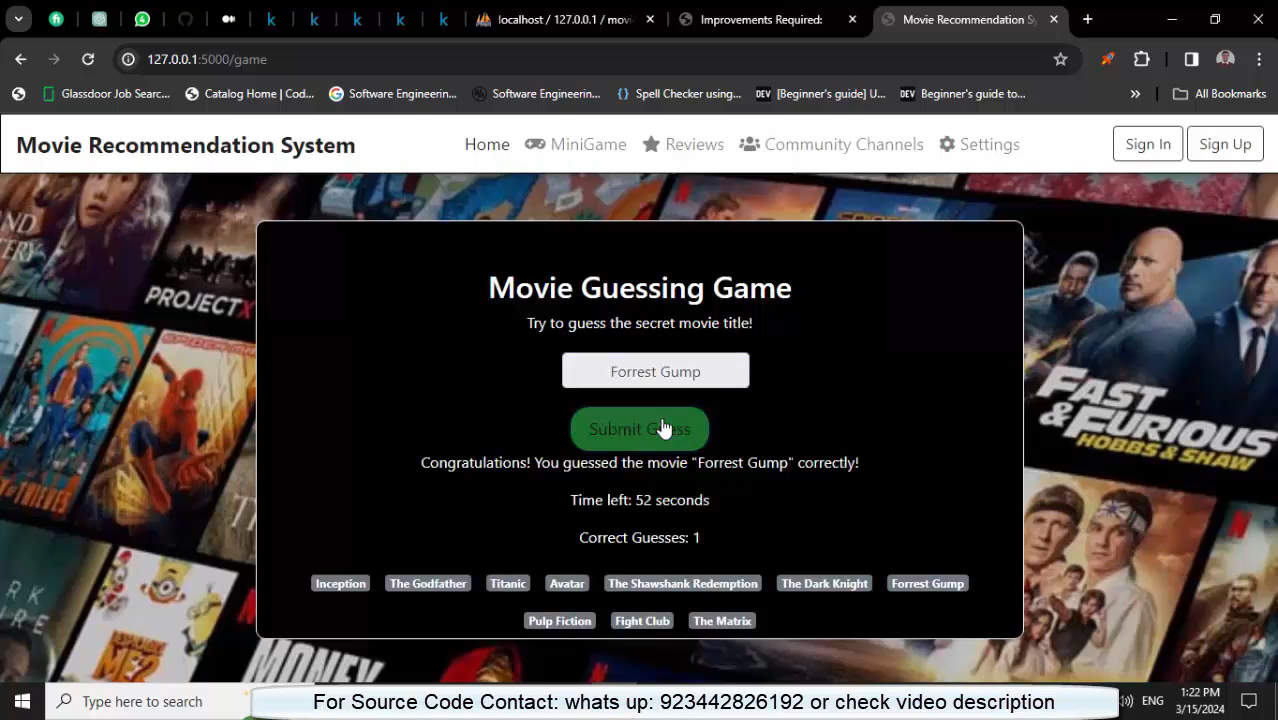 localhost / 127.0.0.1 / movi
Improvements Required:
Movie Recommendation S
127.0.0.1:5000/game
Glassdoor Job Searc...
Catalog Home | Cod...
Software Engineerin...
Software Engineerin...
Spell Checker using...
DEV [Beginner's guide] U...
DEV Beginner's guide to...
» All Bookmarks
Movie Recommendation System
Home
MiniGame
Reviews
Community Channels
Settings
Sign In
Sign Up
PROJECT X
Movie Guessing Game
Try to guess the secret movie title!
Forrest Gump
Submit Guess
Congratulations! You guessed the movie "Forrest Gump" correctly!
Time left: 52 seconds
Correct Guesses: 1
Inception The Godfather Titanic Avatar The Shawshank Redemption The Dark Knight Forrest Gump
Pulp Fiction Fight Club The Matrix
FAST &
FURIOUS
HOBBS & SHAW
ME2
MONEY
Type here to search
For Source Code Contact: whats up: 923442826192 or check video description
ENG
1:22 PM
3/15/2024